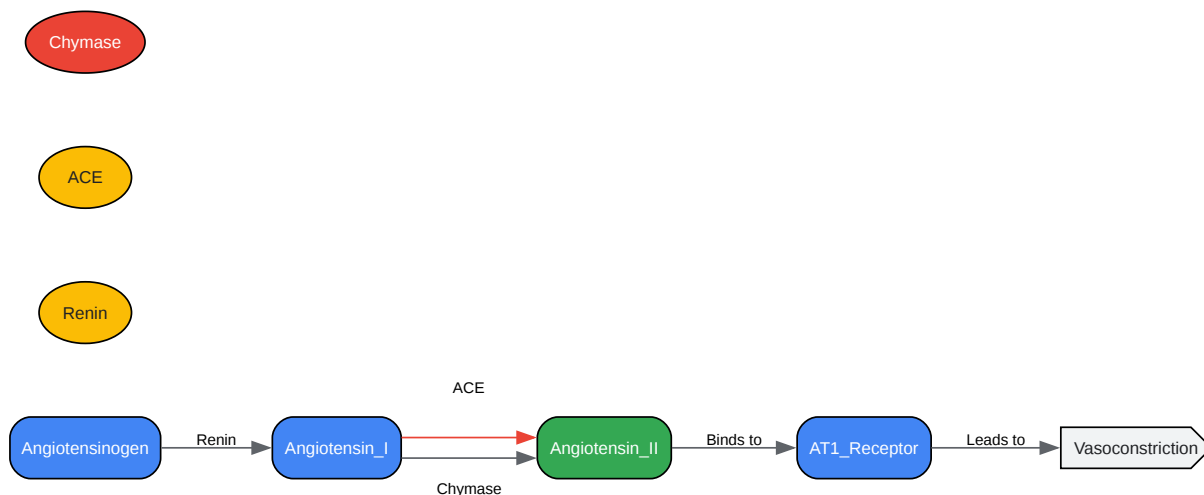 Chymase
ACE
Renin
ACE
Angiotensinogen
Renin
Angiotensin_I
Angiotensin_II
Binds to
AT1_Receptor
Leads to
Vasoconstriction
Chymase